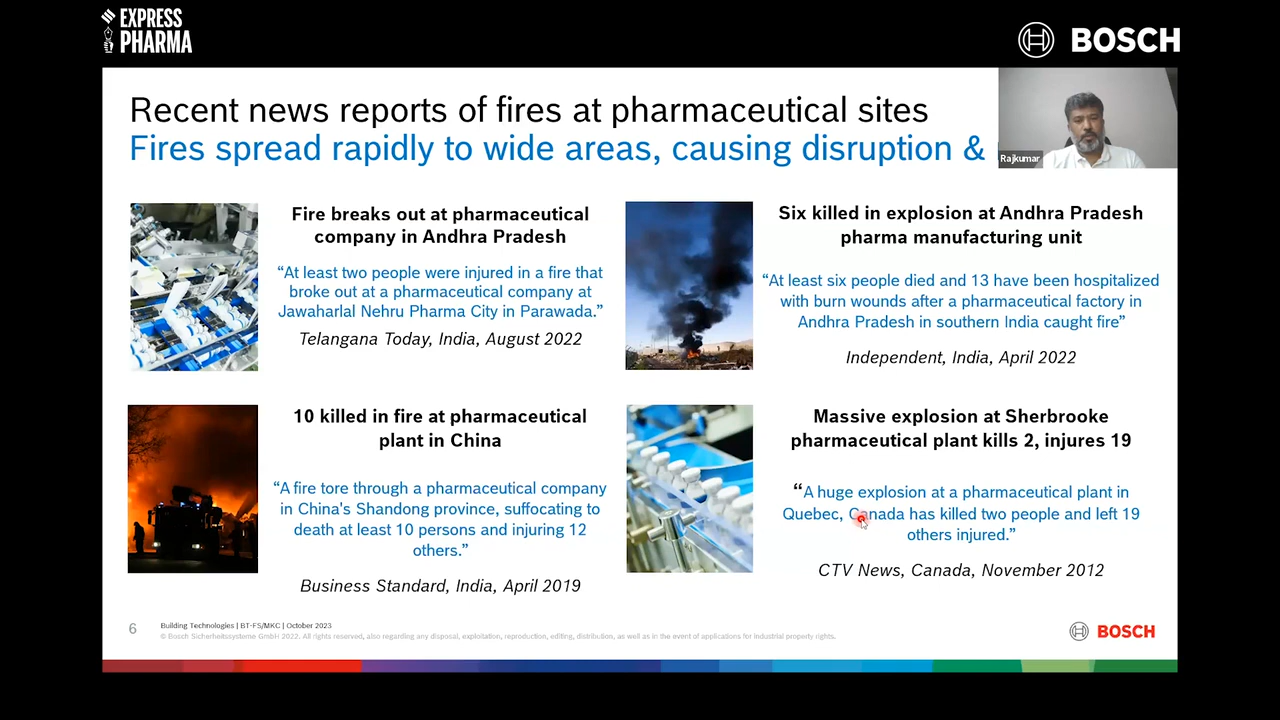 EXPRESS
PHARMA
BOSCH
Recent news reports of fires at pharmaceutical sites
Fires spread rapidly to wide areas, causing disruption &
Rajkumar
Fire breaks out at pharmaceutical
company in Andhra Pradesh
“At least two people were injured in a fire that
broke out at a pharmaceutical company at
Jawaharlal Nehru Pharma City in Parawada.”
Telangana Today, India, August 2022
Six killed in explosion at Andhra Pradesh
pharma manufacturing unit
“At least six people died and 13 have been hospitalized
with burn wounds after a pharmaceutical factory in
Andhra Pradesh in southern India caught fire”
Independent, India, April 2022
10 killed in fire at pharmaceutical
plant in China
“A fire tore through a pharmaceutical company
in China's Shandong province, suffocating to
death at least 10 persons and injuring 12
others.”
Business Standard, India, April 2019
Massive explosion at Sherbrooke
pharmaceutical plant kills 2, injures 19
“A huge explosion at a pharmaceutical plant in
Quebec, Canada has killed two people and left 19
others injured.”
CTV News, Canada, November 2012
6
Building Technologies | BT-FS/MKC | October 2023
© Bosch Sicherheitssysteme GmbH 2022. All rights reserved, also regarding any disposal, exploitation, reproduction, editing, distribution, as well as in the event of applications for industrial property rights.
BOSCH